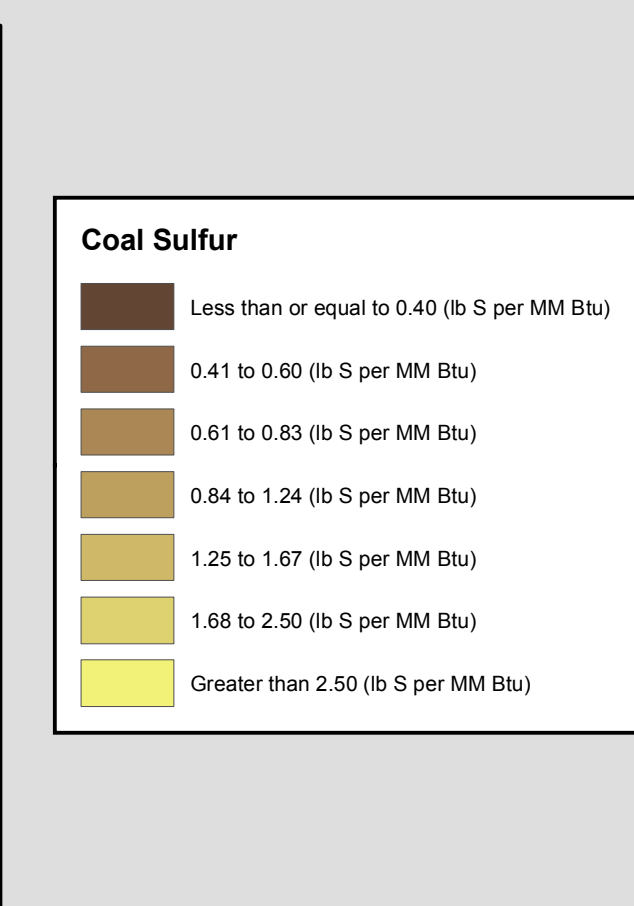 Coal Sulfur
Less than or equal to 0.40 (lb S per MM Btu)
0.41 to 0.60 (lb S per MM Btu)
0.61 to 0.83 (lb S per MM Btu)
0.84 to 1.24 (lb S per MM Btu)
1.25 to 1.67 (lb S per MM Btu)
1.68 to 2.50 (lb S per MM Btu)
Greater than 2.50 (lb S per MM Btu)